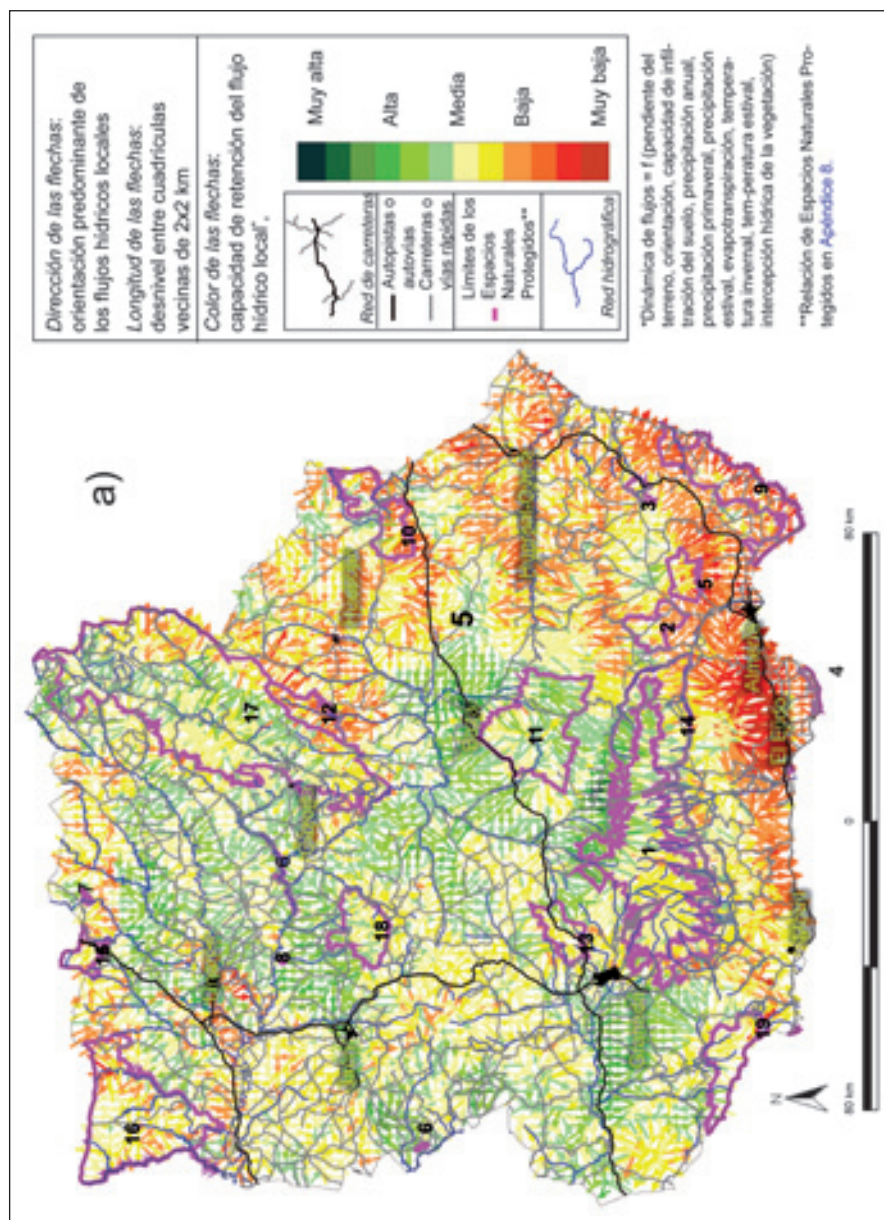 a)
Dirección de las flechas:
orientación predominante de
los flujos hídricos locales
Longitud de las flechas:
desnivel entre cuadrículas
vecinas de 2x2 km
Color de las flechas:
capacidad de retención del flujo
hídrico local*.
Muy alta
Alta
Media
Baja
Muy baja
Red de carreteras
Autopistas o
autovías
Carreteras o
vías rápidas
Límites de los
Espacios
Naturales
Protegidos**
Red hidrográfica
*Dinámica de flujos = f (pendiente del
terreno, orientación, capacidad de infil-
tración del suelo, precipitación anual,
precipitación primaveral, precipitación
estival, evapotranspiración, tempera-
tura invernal, tem-peratura estival,
intercepción hídrica de la vegetación)
**Relación de Espacios Naturales Pro-
tegidos en Apéndice 8.
16
15
7
17
8
6
12
10
18
6
5
11
13
1
14
2
3
5
9
19
El Ejido
4
N
80 km
0
80 km